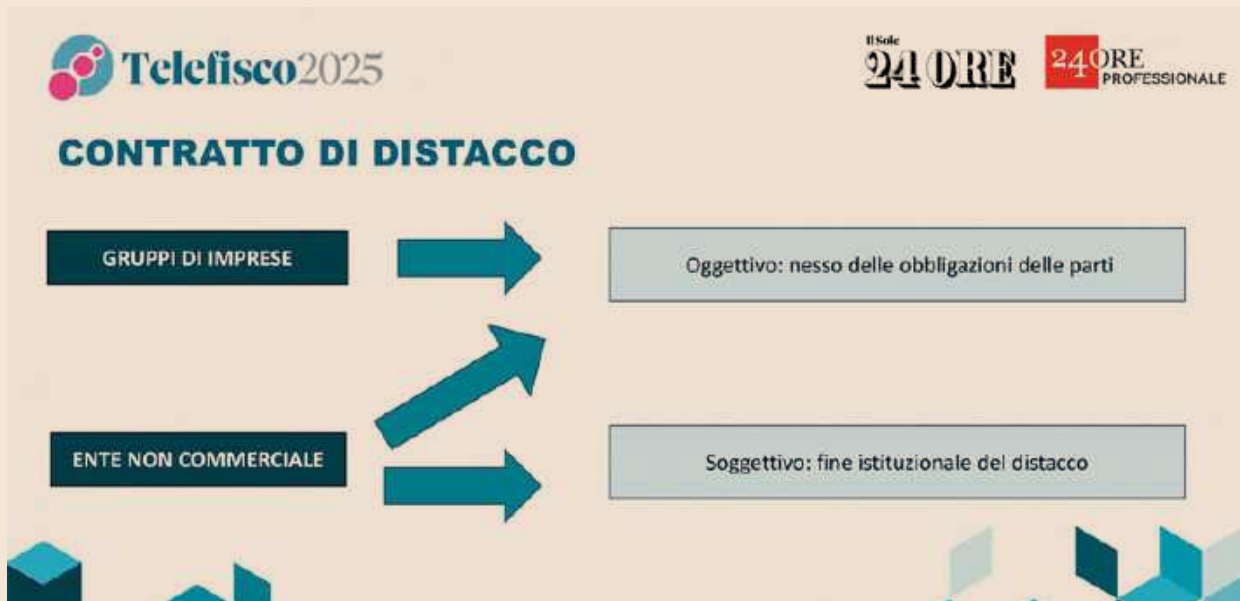 Telefisco2025
Il Sole
24 ORE
24ORE
PROFESSIONALE
CONTRATTO DI DISTACCO
GRUPPI DI IMPRESE
Oggettivo: nesso delle obbligazioni delle parti
ENTE NON COMMERCIALE
Soggettivo: fine istituzionale del distacco